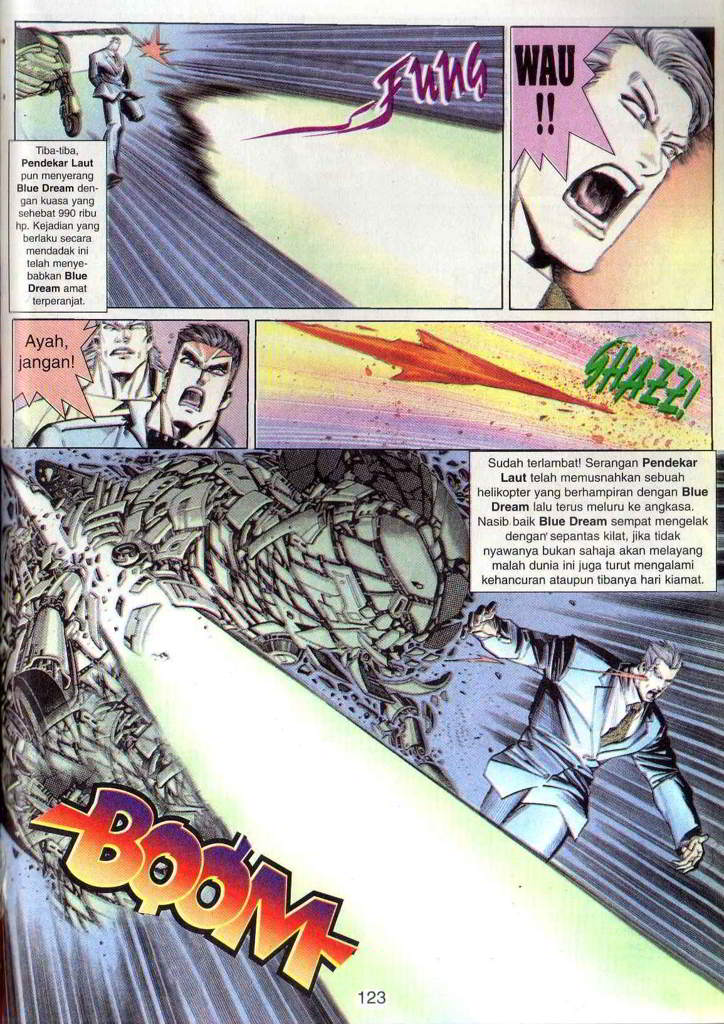 FUNG
WAU
!!
Tiba-tiba,
Pendekar Laut
pun menyerang
Blue Dream den-
gan kuasa yang
sehebat 990 ribu
hp. Kejadian yang
berlaku secara
mendadak ini
telah menye-
babkan Blue
Dream amat
terperanjat.
Ayah,
jangan!
GHAZZ!
Sudah terlambat! Serangan Pendekar
Laut telah memusnahkan sebuah
helikopter yang berhampiran dengan Blue
Dream lalu terus meluru ke angkasa.
Nasib baik Blue Dream sempat mengelak
dengan sepantas kilat, jika tidak
nyawanya bukan sahaja akan melayang
malah dunia ini juga turut mengalami
kehancuran ataupun tibanya hari kiamat.
BOOM
123